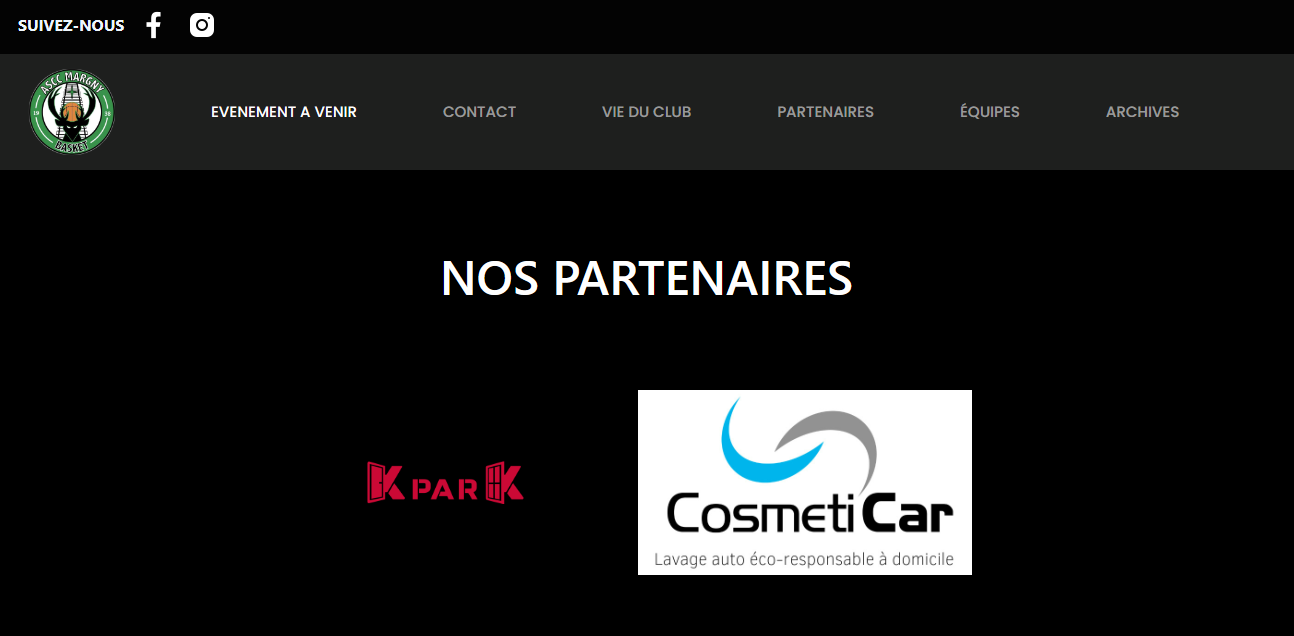 SUIVEZ-NOUS
ASCC MARGNY
19 36
BASKET
EVENEMENT A VENIR CONTACT VIE DU CLUB PARTENAIRES ÉQUIPES ARCHIVES
NOS PARTENAIRES
K PAR K
CosmetiCar
Lavage auto éco-responsable à domicile